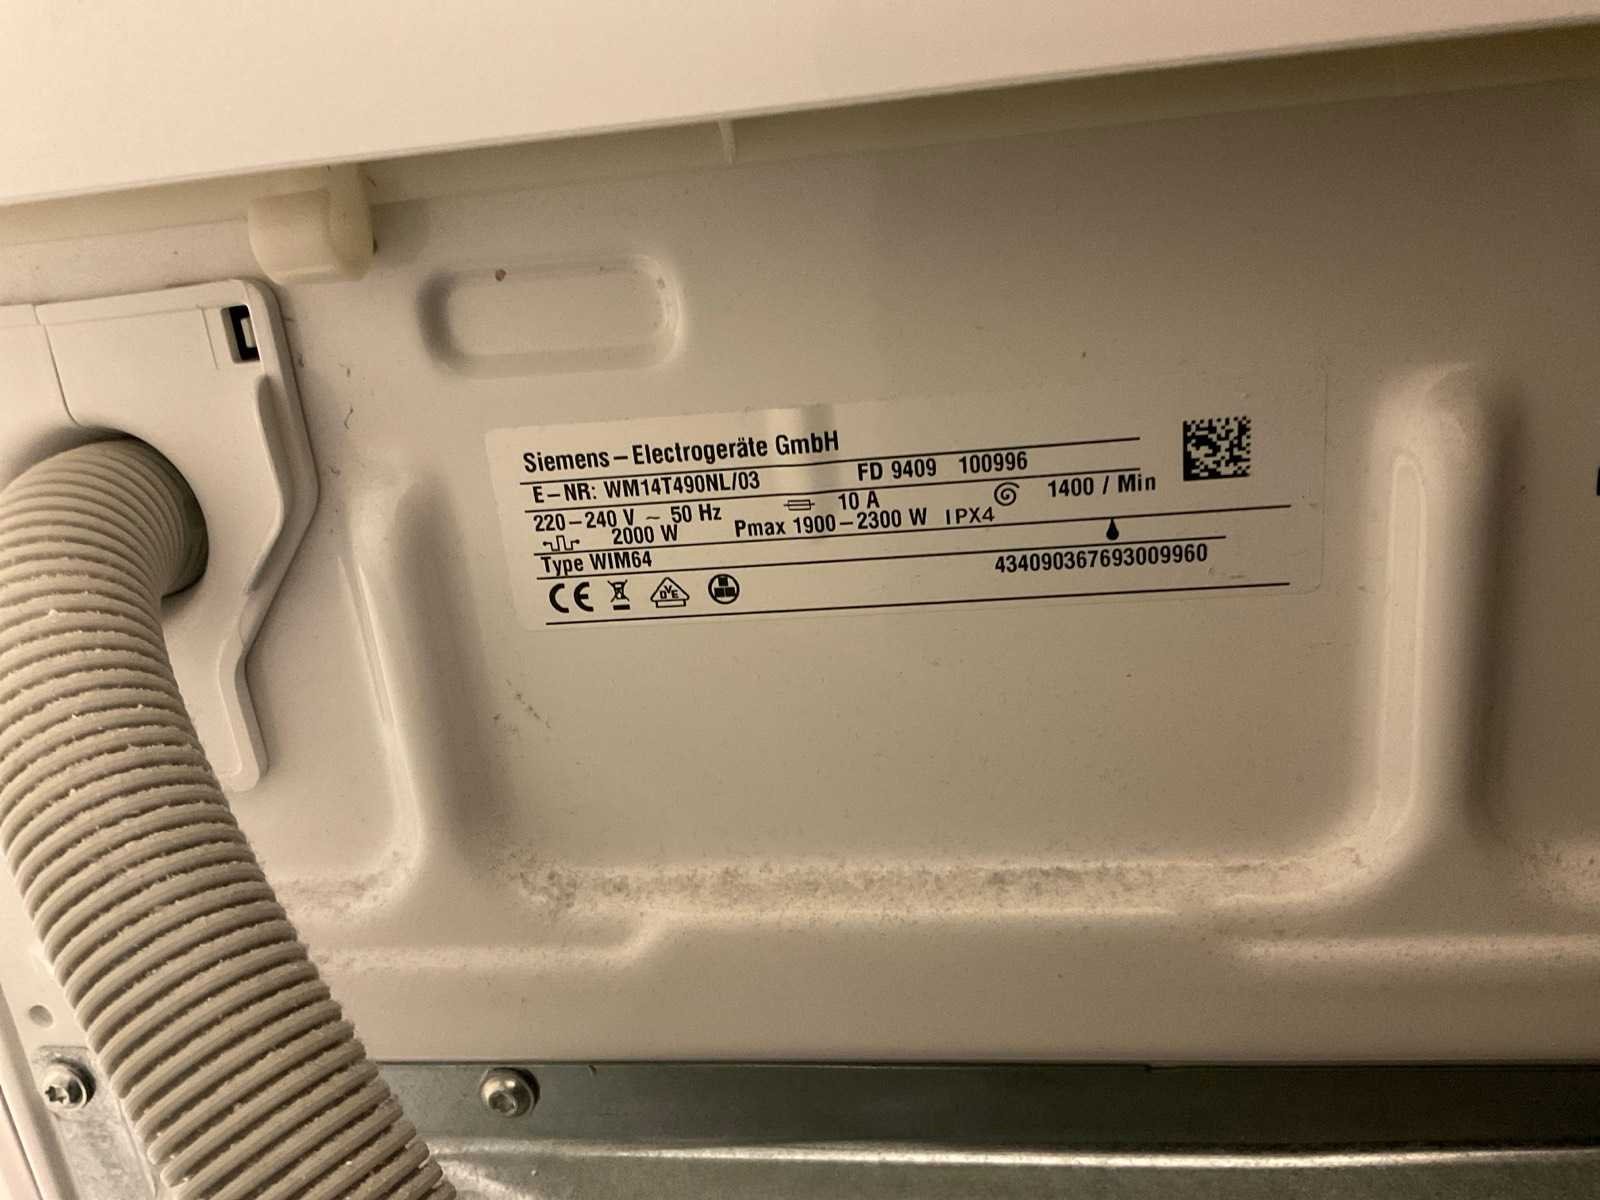 Siemens-Electrogeräte GmbH
E-NR: WM14T490NL/03 FD 9409 100996
220-240 V ~ 50 Hz 10 A 1400 / Min
2000 W Pmax 1900-2300 W IPX4
Type WIM64 434090367693009960
CE DVE